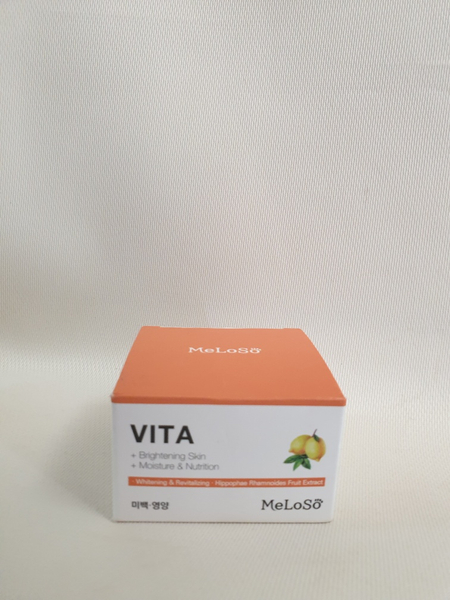 MeLoSo
VITA
+ Brightening Skin
+ Moisture & Nutrition
Whitening & Revitalizing Hippophae Rhamnoides Fruit Extract
미백·영양
MeLoSo